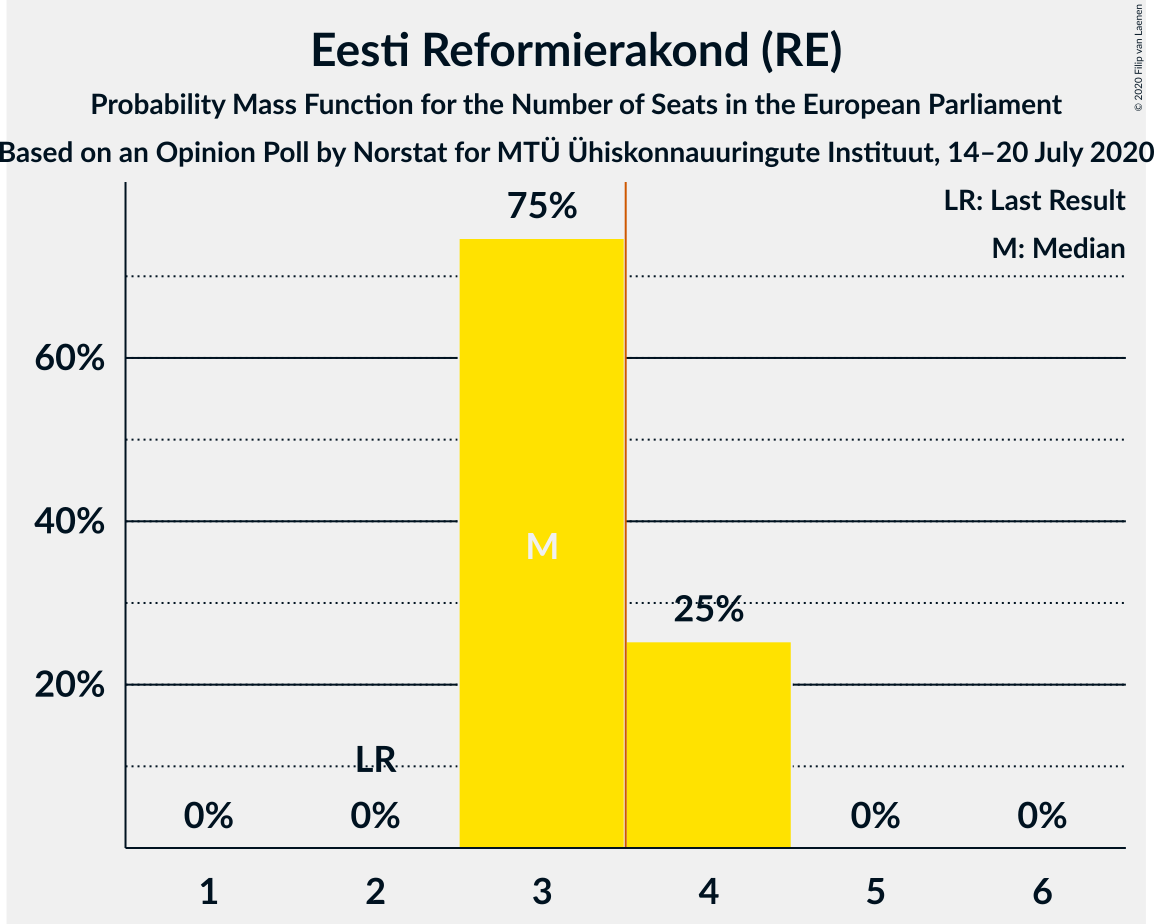 Eesti Reformierakond (RE)
Probability Mass Function for the Number of Seats in the European Parliament
Based on an Opinion Poll by Norstat for MTÜ Ühiskonnauuringute Instituut, 14–20 July 2020
© 2020 Filip van Laenen
LR: Last Result
M: Median
75%
60%
40%
M
25%
20%
LR
0%
0%
0%
0%
1
2
3
4
5
6